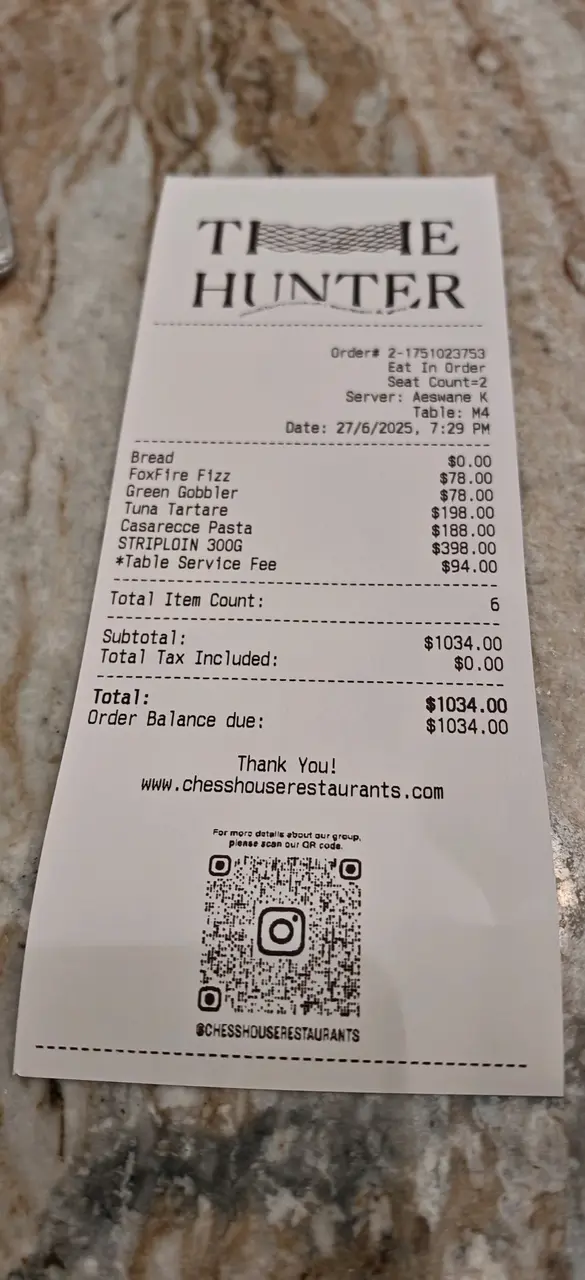 THE
HUNTER
Order# 2-1751023753
Eat In Order
Seat Count=2
Server: Aeswane K
Table: M4
Date: 27/6/2025, 7:29 PM
Bread $0.00
FoxFire Fizz $78.00
Green Gobbler $78.00
Tuna Tartare $198.00
Casarecce Pasta $188.00
STRIPLOIN 300G $398.00
*Table Service Fee $94.00
Total Item Count: 6
Subtotal: $1034.00
Total Tax Included: $0.00
Total: $1034.00
Order Balance due: $1034.00
Thank You!
www.chesshouserestaurants.com
For more details about our group,
please scan our QR code.
@CHESSHOUSERESTAURANTS